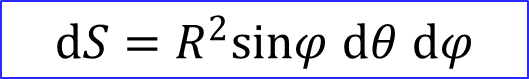 dS = R²sinφ dθ dφ